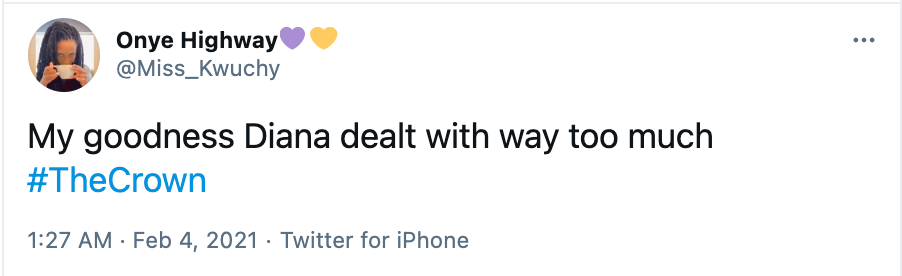 Onye Highway💜💛
@Miss_Kwuchy
My goodness Diana dealt with way too much
#TheCrown
1:27 AM · Feb 4, 2021 · Twitter for iPhone